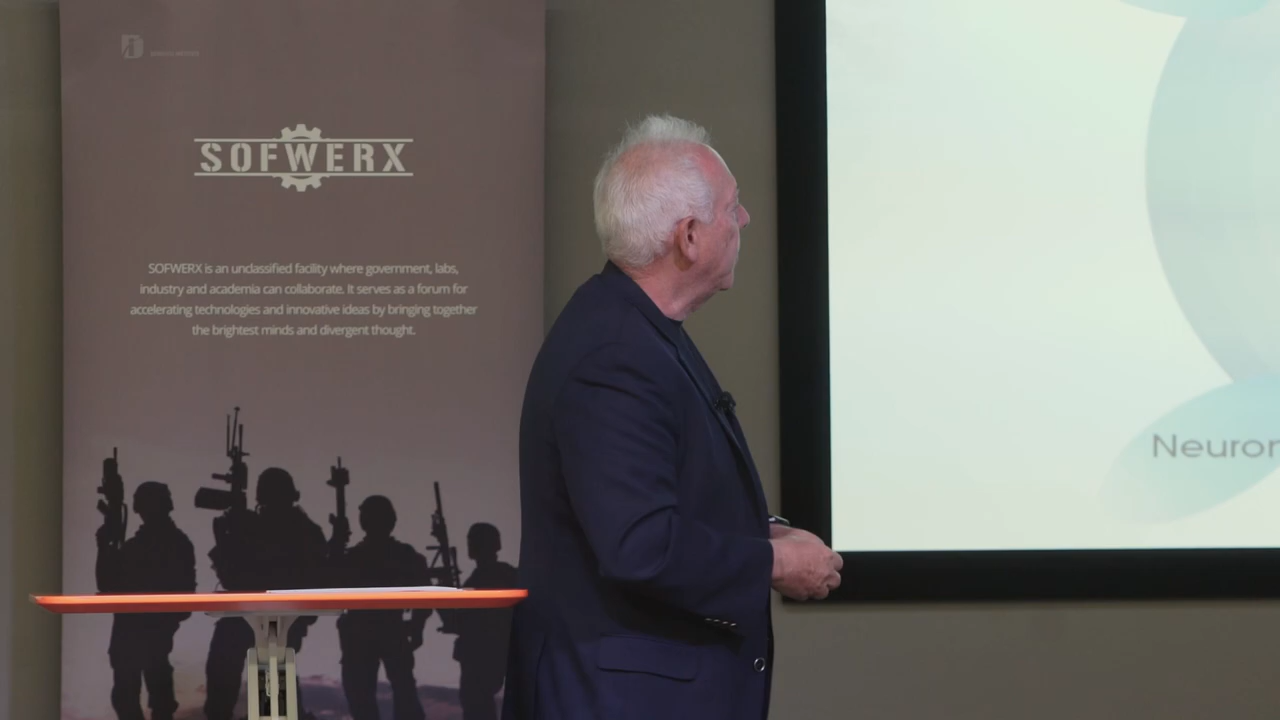 SOFWERX
SOFWERX is an unclassified facility where government, labs,
industry and academia can collaborate. It serves as a forum for
accelerating technologies and innovative ideas by bringing together
the brightest minds and divergent thought.
Neuron